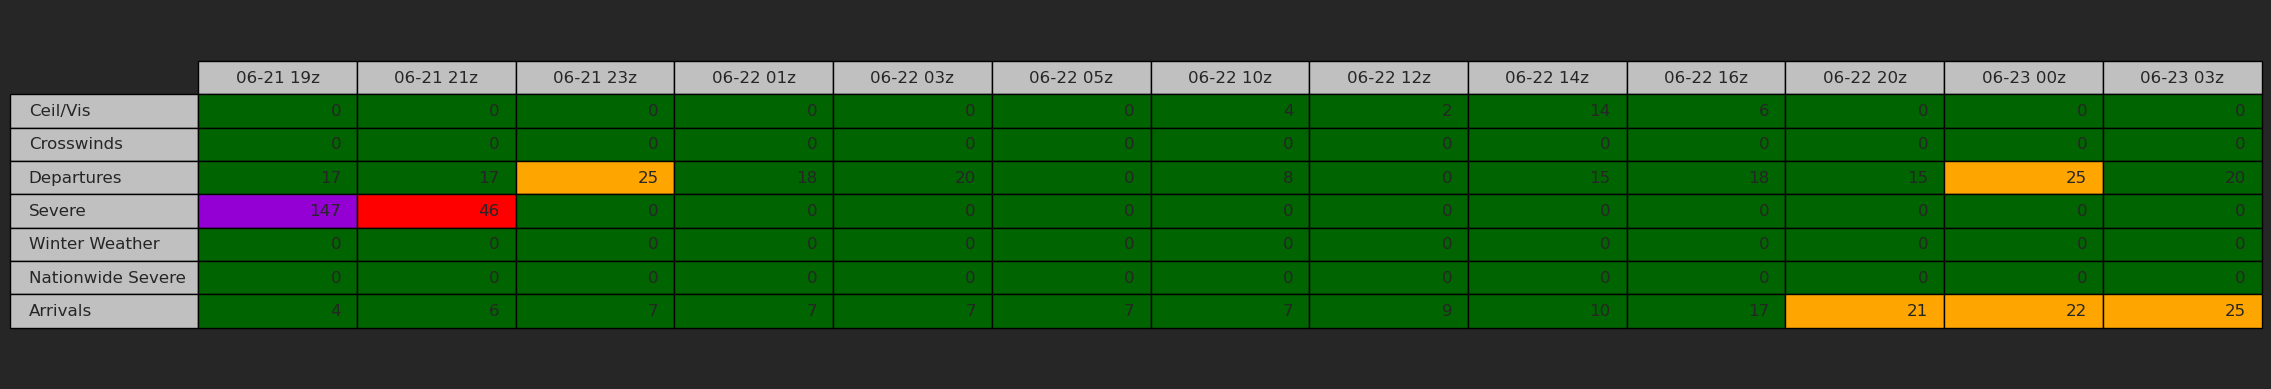 06-21 19z 06-21 21z 06-21 23z 06-22 01z 06-22 03z 06-22 05z 06-22 10z 06-22 12z 06-22 14z 06-22 16z 06-22 20z 06-23 00z 06-23 03z
Ceil/Vis 0 0 0 0 0 0 4 2 14 6 0 0 0
Crosswinds 0 0 0 0 0 0 0 0 0 0 0 0 0
Departures 17 17 25 18 20 0 8 0 15 18 15 25 20
Severe 147 46 0 0 0 0 0 0 0 0 0 0 0
Winter Weather 0 0 0 0 0 0 0 0 0 0 0 0 0
Nationwide Severe 0 0 0 0 0 0 0 0 0 0 0 0 0
Arrivals 4 6 7 7 7 7 7 9 10 17 21 22 25